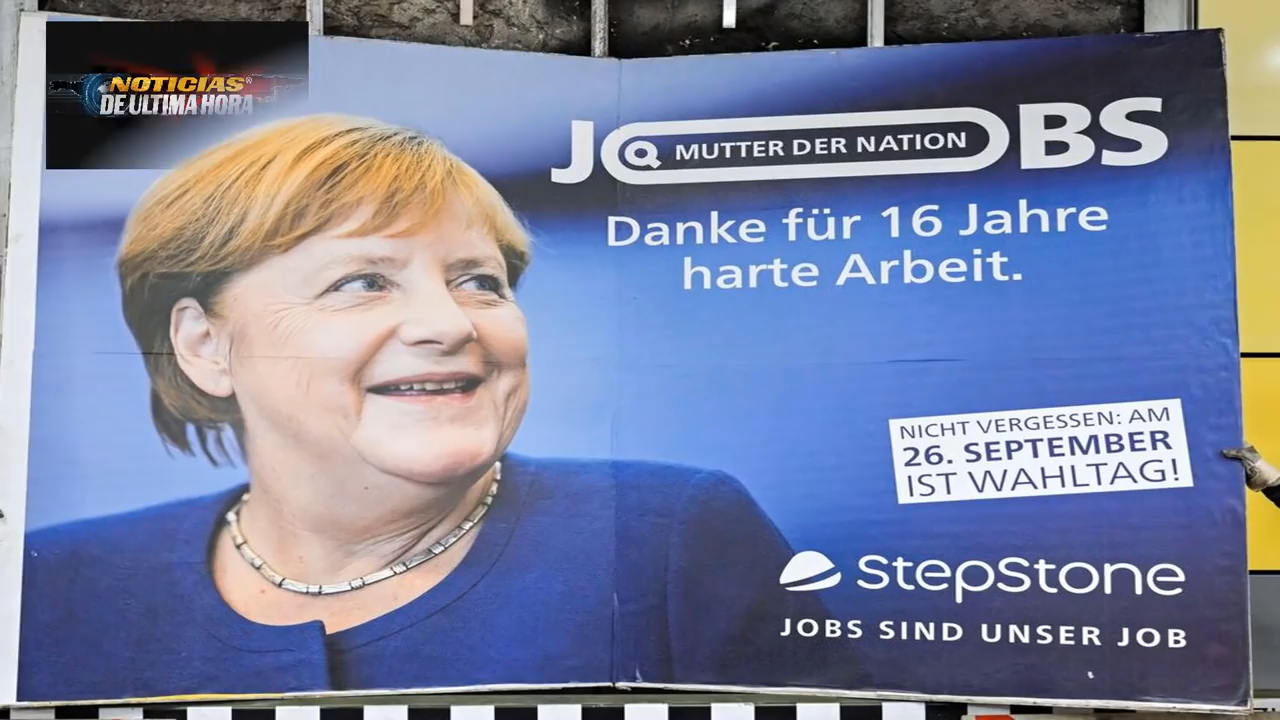 NOTICIAS®
DE ULTIMA HORA
JOBS
MUTTER DER NATION
Danke für 16 Jahre
harte Arbeit.
NICHT VERGESSEN: AM
26. SEPTEMBER
IST WAHLTAG!
StepStone
JOBS SIND UNSER JOB